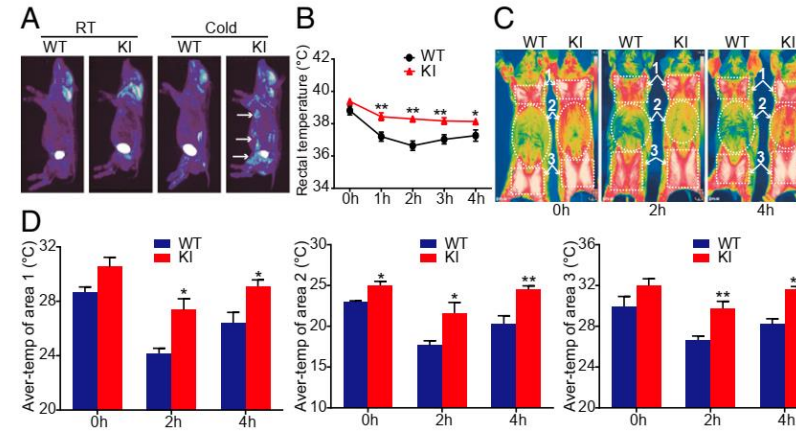 A
RT
Cold
WT
KI
WT
KI
B
Rectal temperature (°C)
42
40
38
36
34
WT
KI
**
**
**
*
0h
1h
2h
3h
4h
C
WT
KI
WT
KI
WT
KI
1
2
3
1
2
3
1
2
3
0h
2h
4h
D
Aver-temp of area 1 (°C)
32
28
24
20
WT
KI
*
*
0h
2h
4h
Aver-temp of area 2 (°C)
30
25
20
15
10
WT
KI
*
*
**
0h
2h
4h
Aver-temp of area 3 (°C)
36
32
28
24
20
WT
KI
**
*
0h
2h
4h